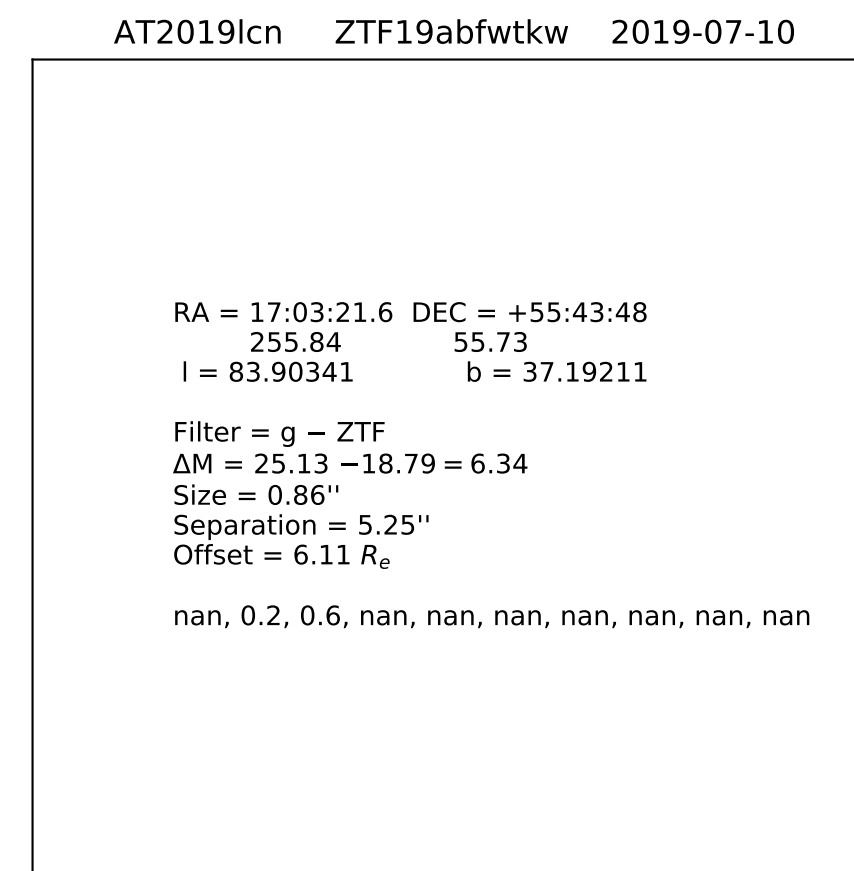 AT2019lcn ZTF19abfwtkw 2019-07-10
RA = 17:03:21.6 DEC = +55:43:48
255.84 55.73
l = 83.90341 b = 37.19211
Filter = g − ZTF
ΔM = 25.13 −18.79 = 6.34
Size = 0.86''
Separation = 5.25''
Offset = 6.11 Re
nan, 0.2, 0.6, nan, nan, nan, nan, nan, nan, nan